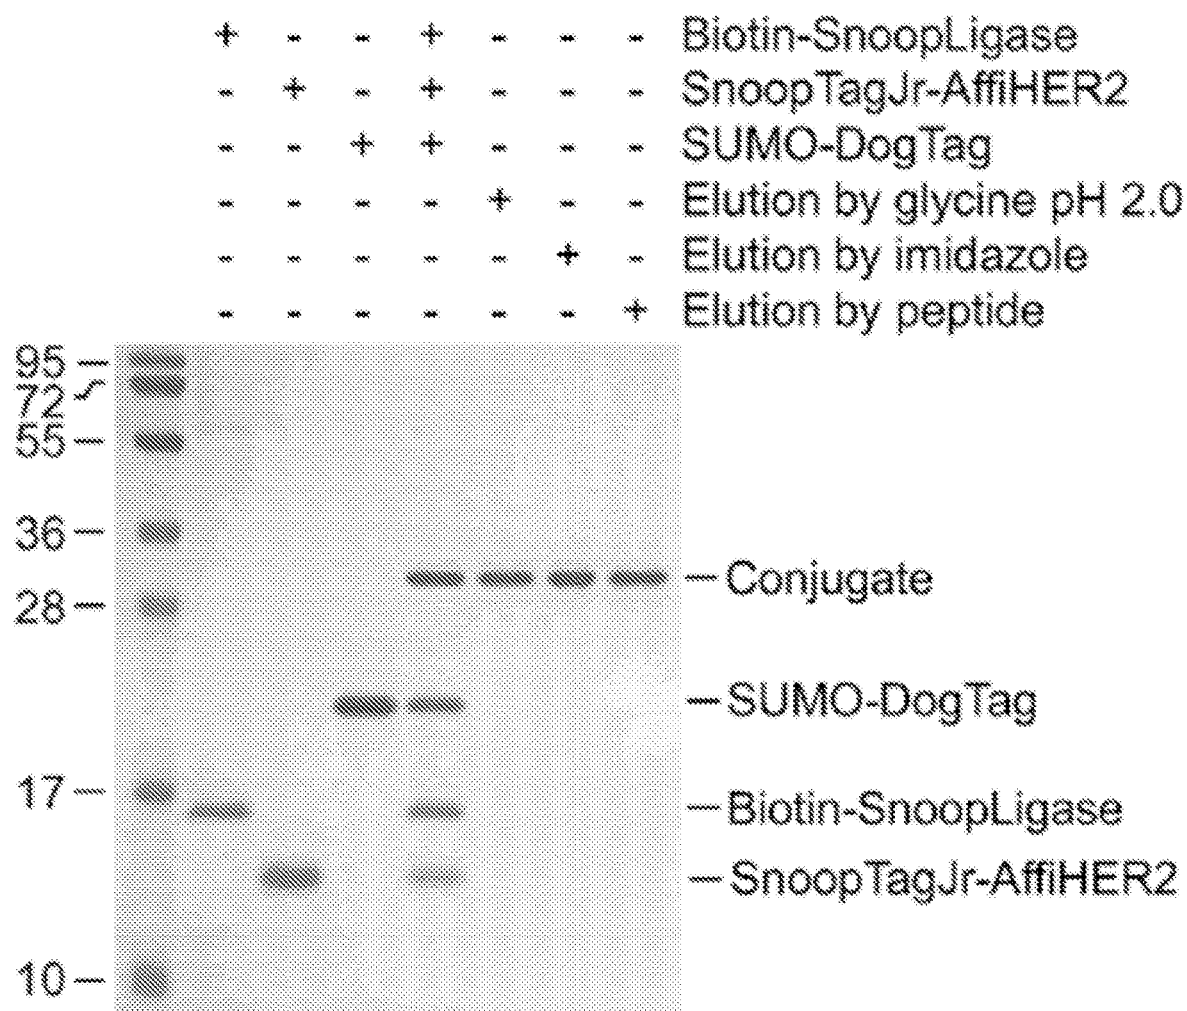 + - - + - - - Biotin-SnoopLigase
- + - + - - - SnoopTagJr-AffiHER2
- - + + - - - SUMO-DogTag
- - - - + - - Elution by glycine pH 2.0
- - - - - + - Elution by imidazole
- - - - - - + Elution by peptide
95
72
55
36
Conjugate
28
SUMO-DogTag
17
Biotin-SnoopLigase
SnoopTagJr-AffiHER2
10